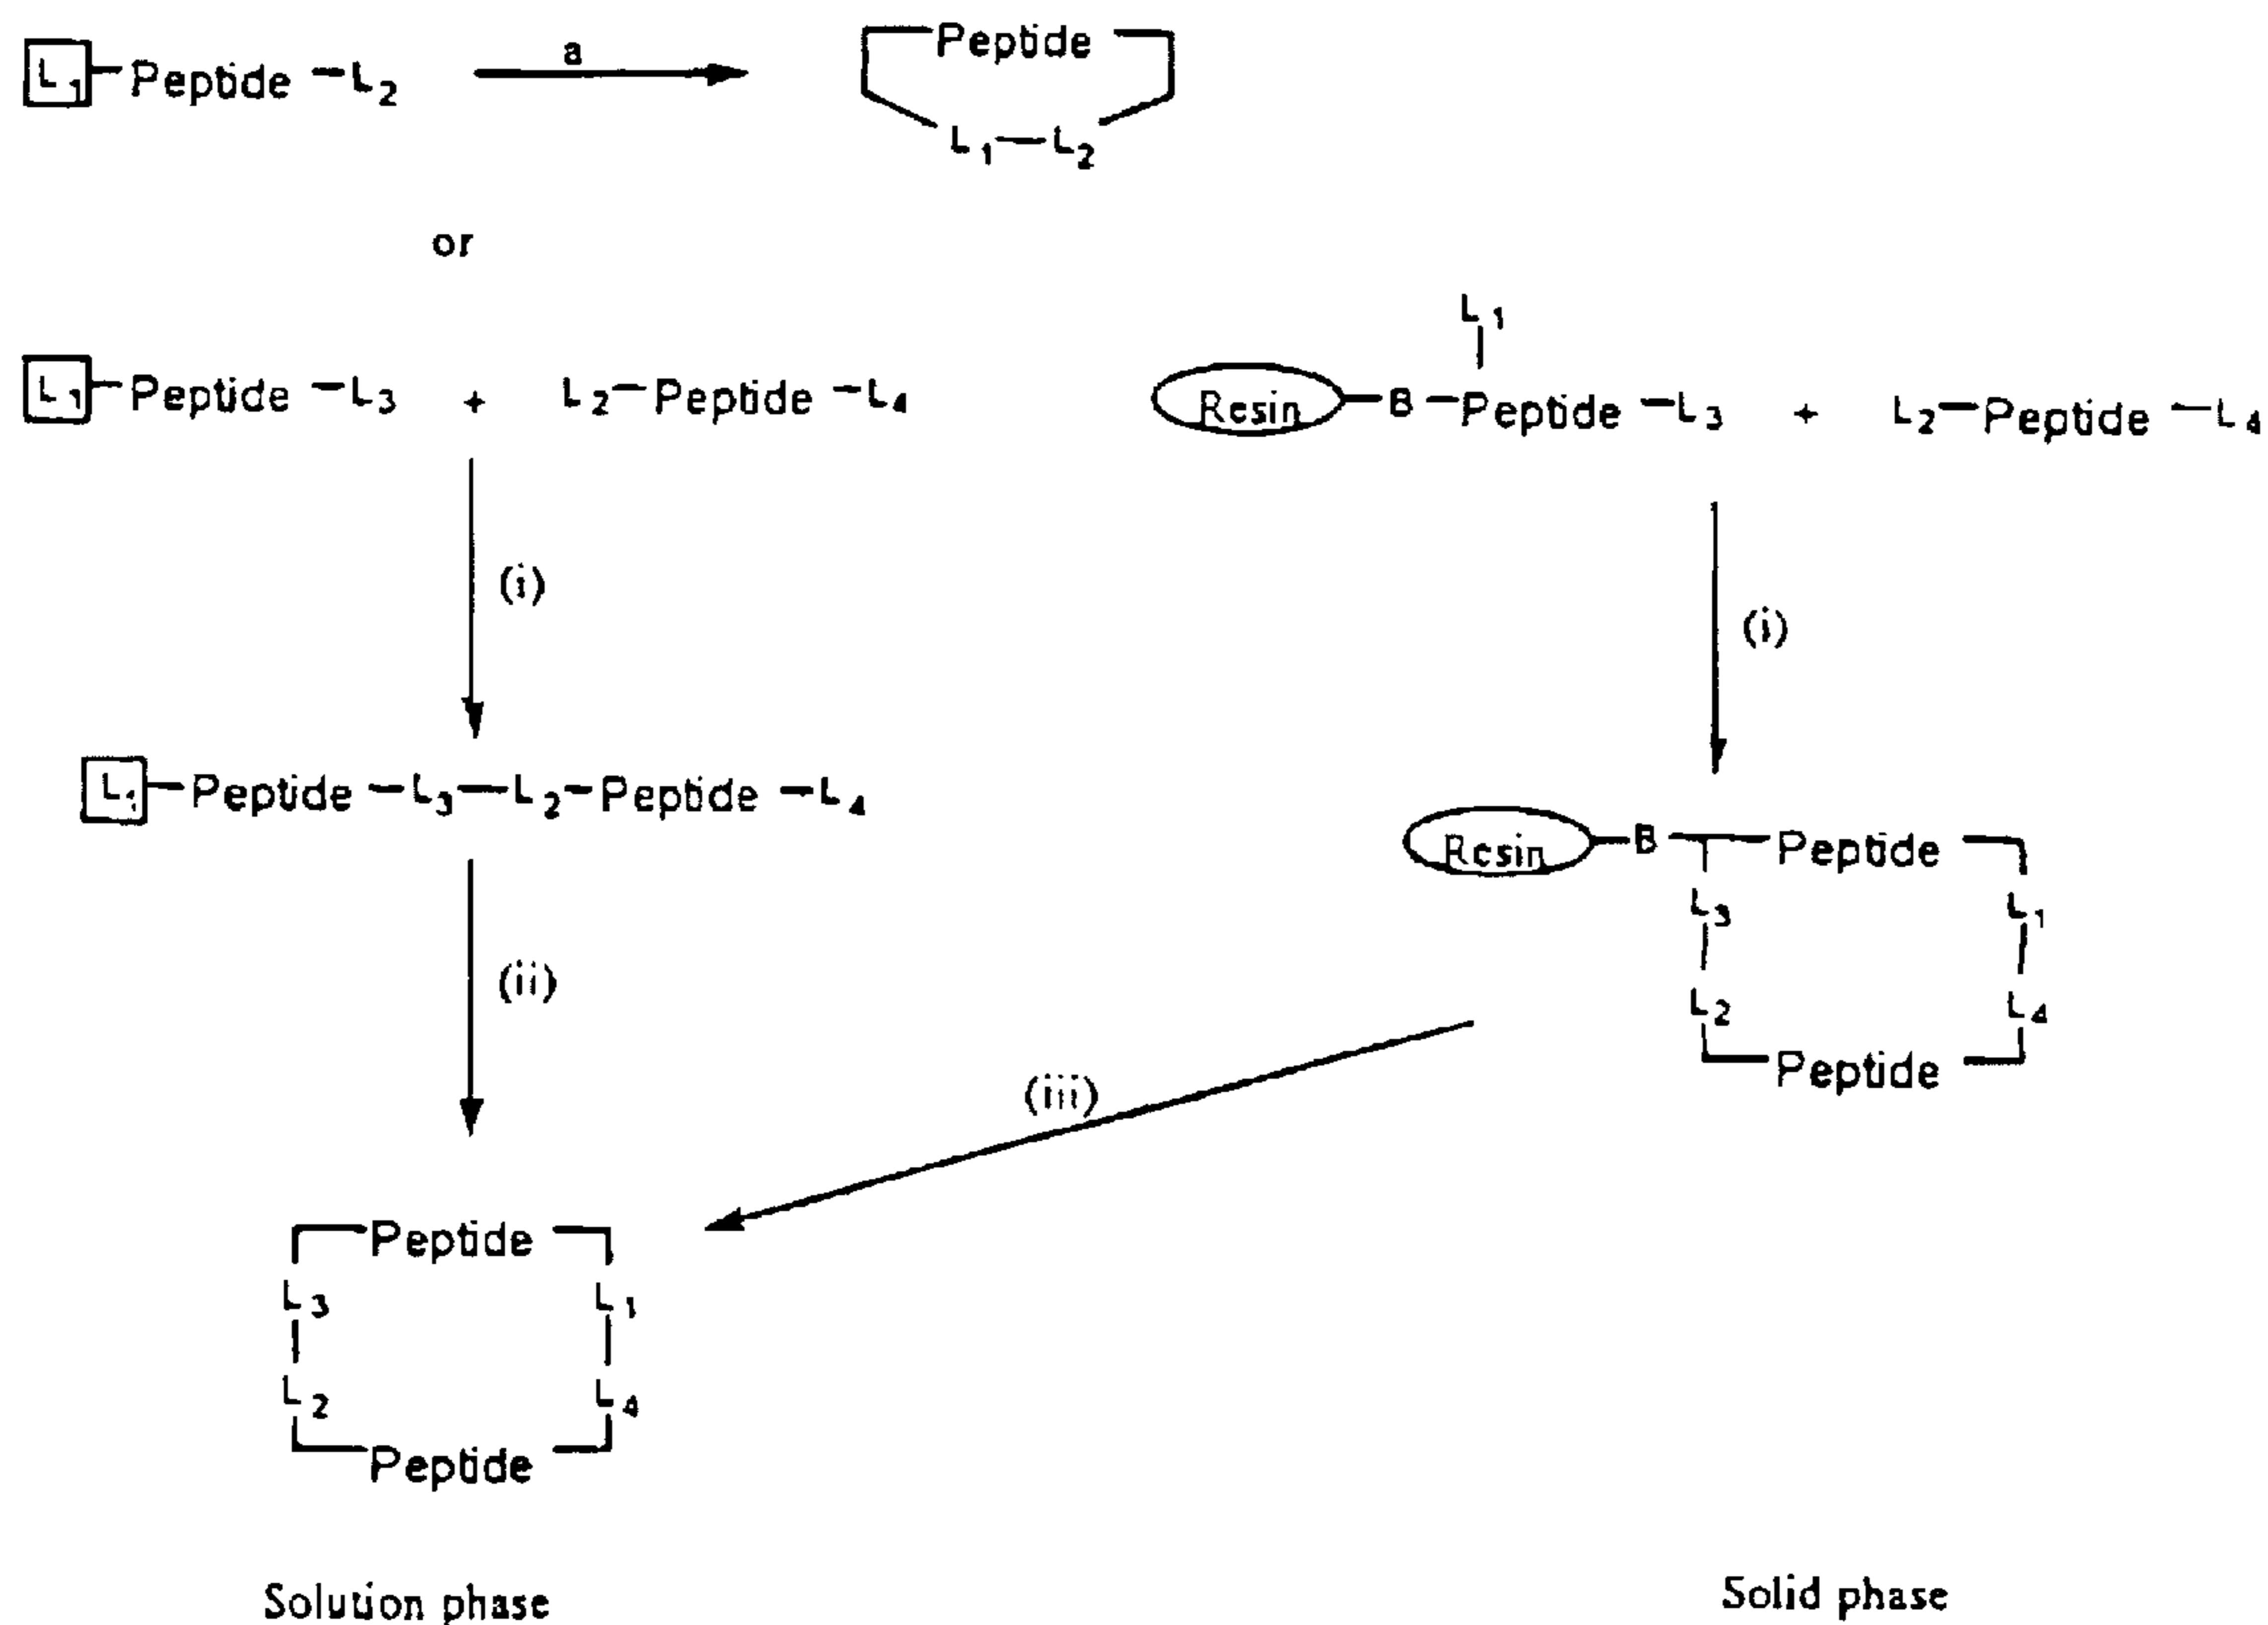 L1 Peptide L2 a Peptide
L1 L2
or
L1
L1 Peptide L3 + L2 Peptide L4 Resin B Peptide L3 + L2 Peptide L4
(i) (i)
L1 Peptide L3 L2 Peptide L4
Resin B Peptide
L3 L1
(ii)
L2 L4
Peptide
(iii)
Peptide
L3 L1
L2 L4
Peptide
Solution phase Solid phase